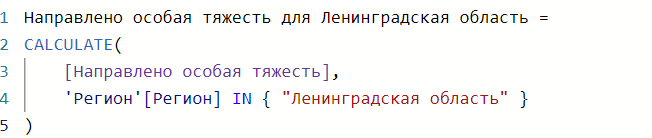 1 Направлено особая тяжесть для Ленинградская область =
2 CALCULATE(
3     [Направлено особая тяжесть],
4     'Регион'[Регион] IN { "Ленинградская область" }
5 )